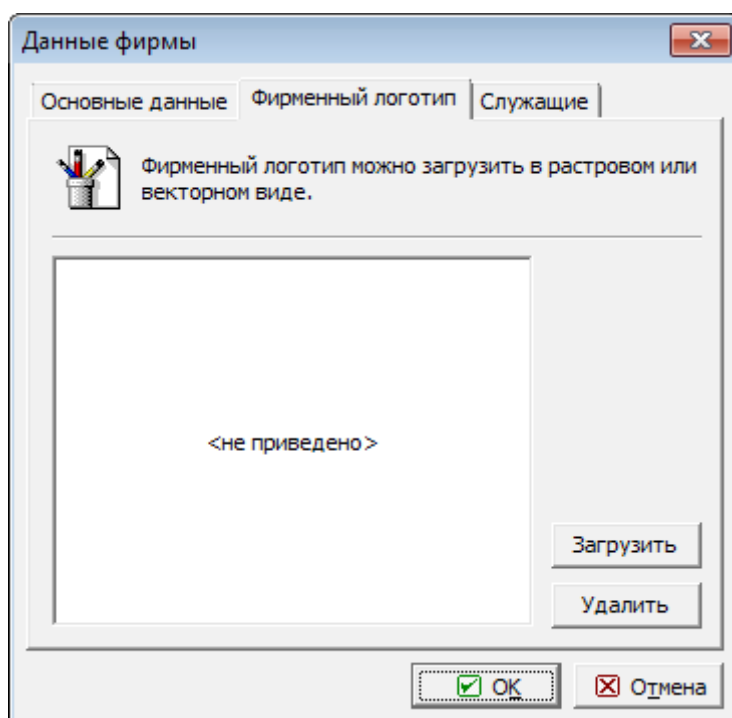 Данные фирмы
Основные данные Фирменный логотип Служащие
Фирменный логотип можно загрузить в растровом или
векторном виде.
<не приведено>
Загрузить
Удалить
OK Отмена